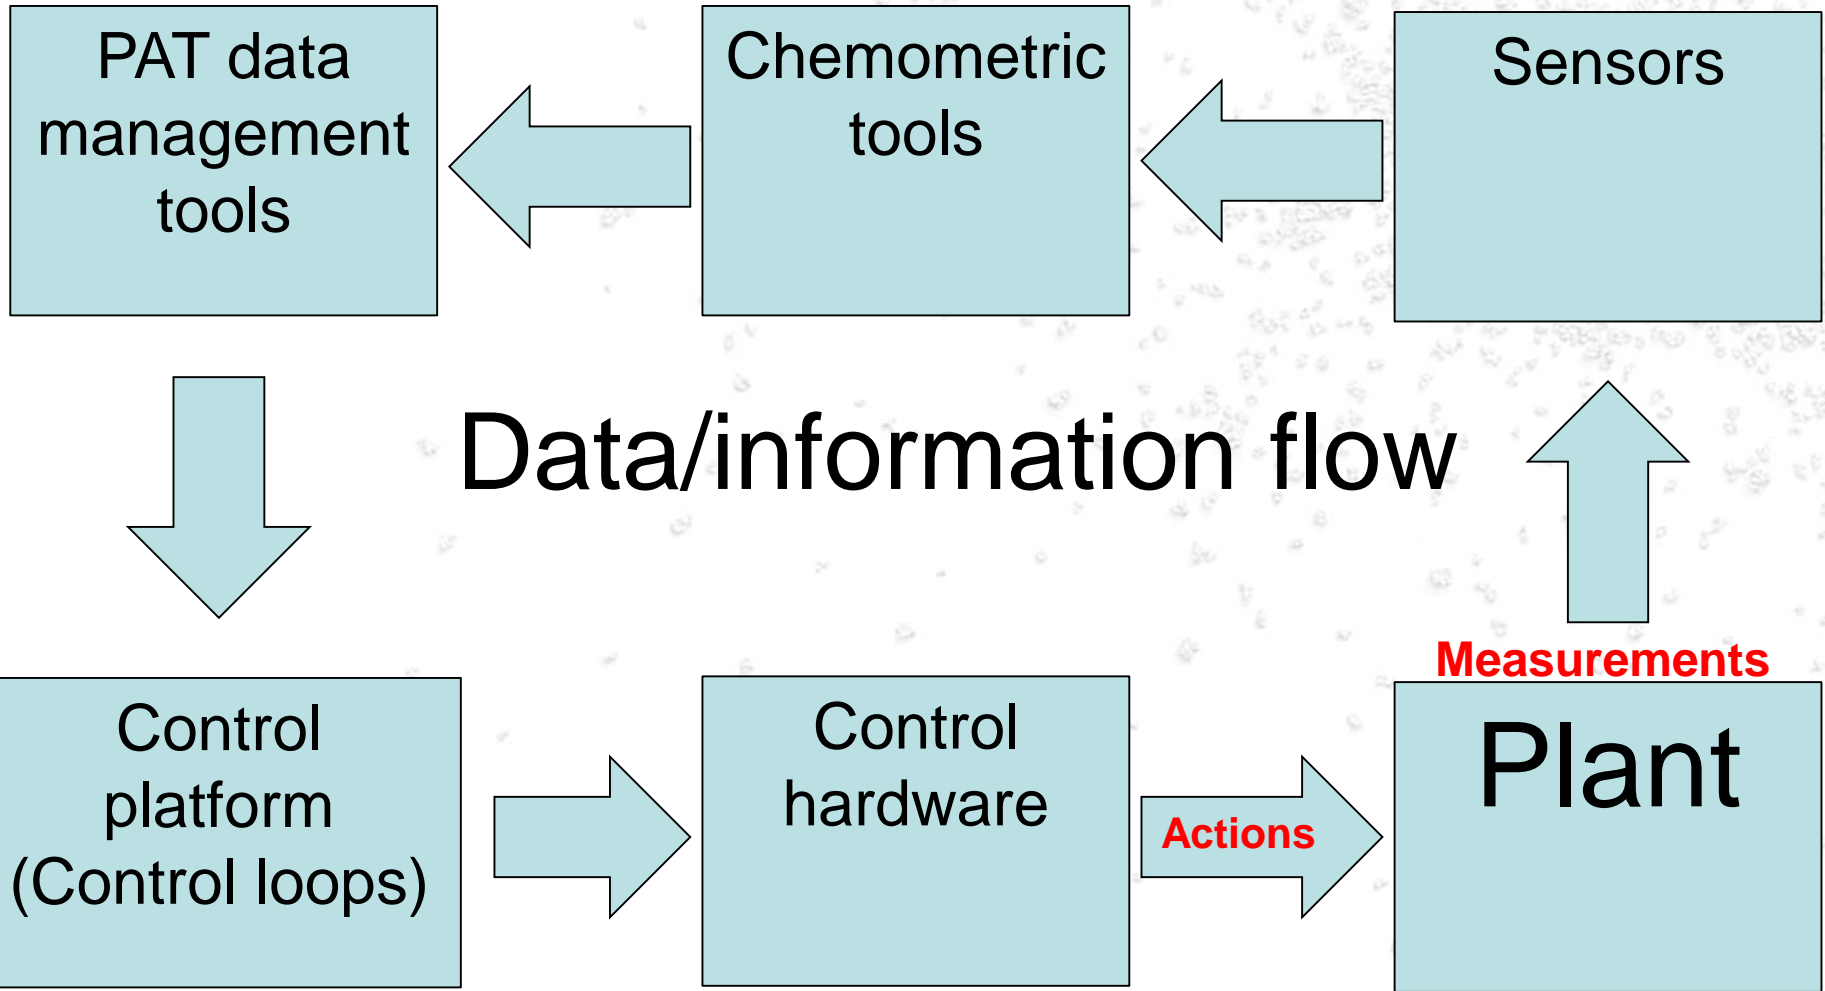 PAT data
management
tools
Chemometric
tools
Sensors
Data/information flow
Measurements
Control
platform
(Control loops)
Control
hardware
Actions
Plant